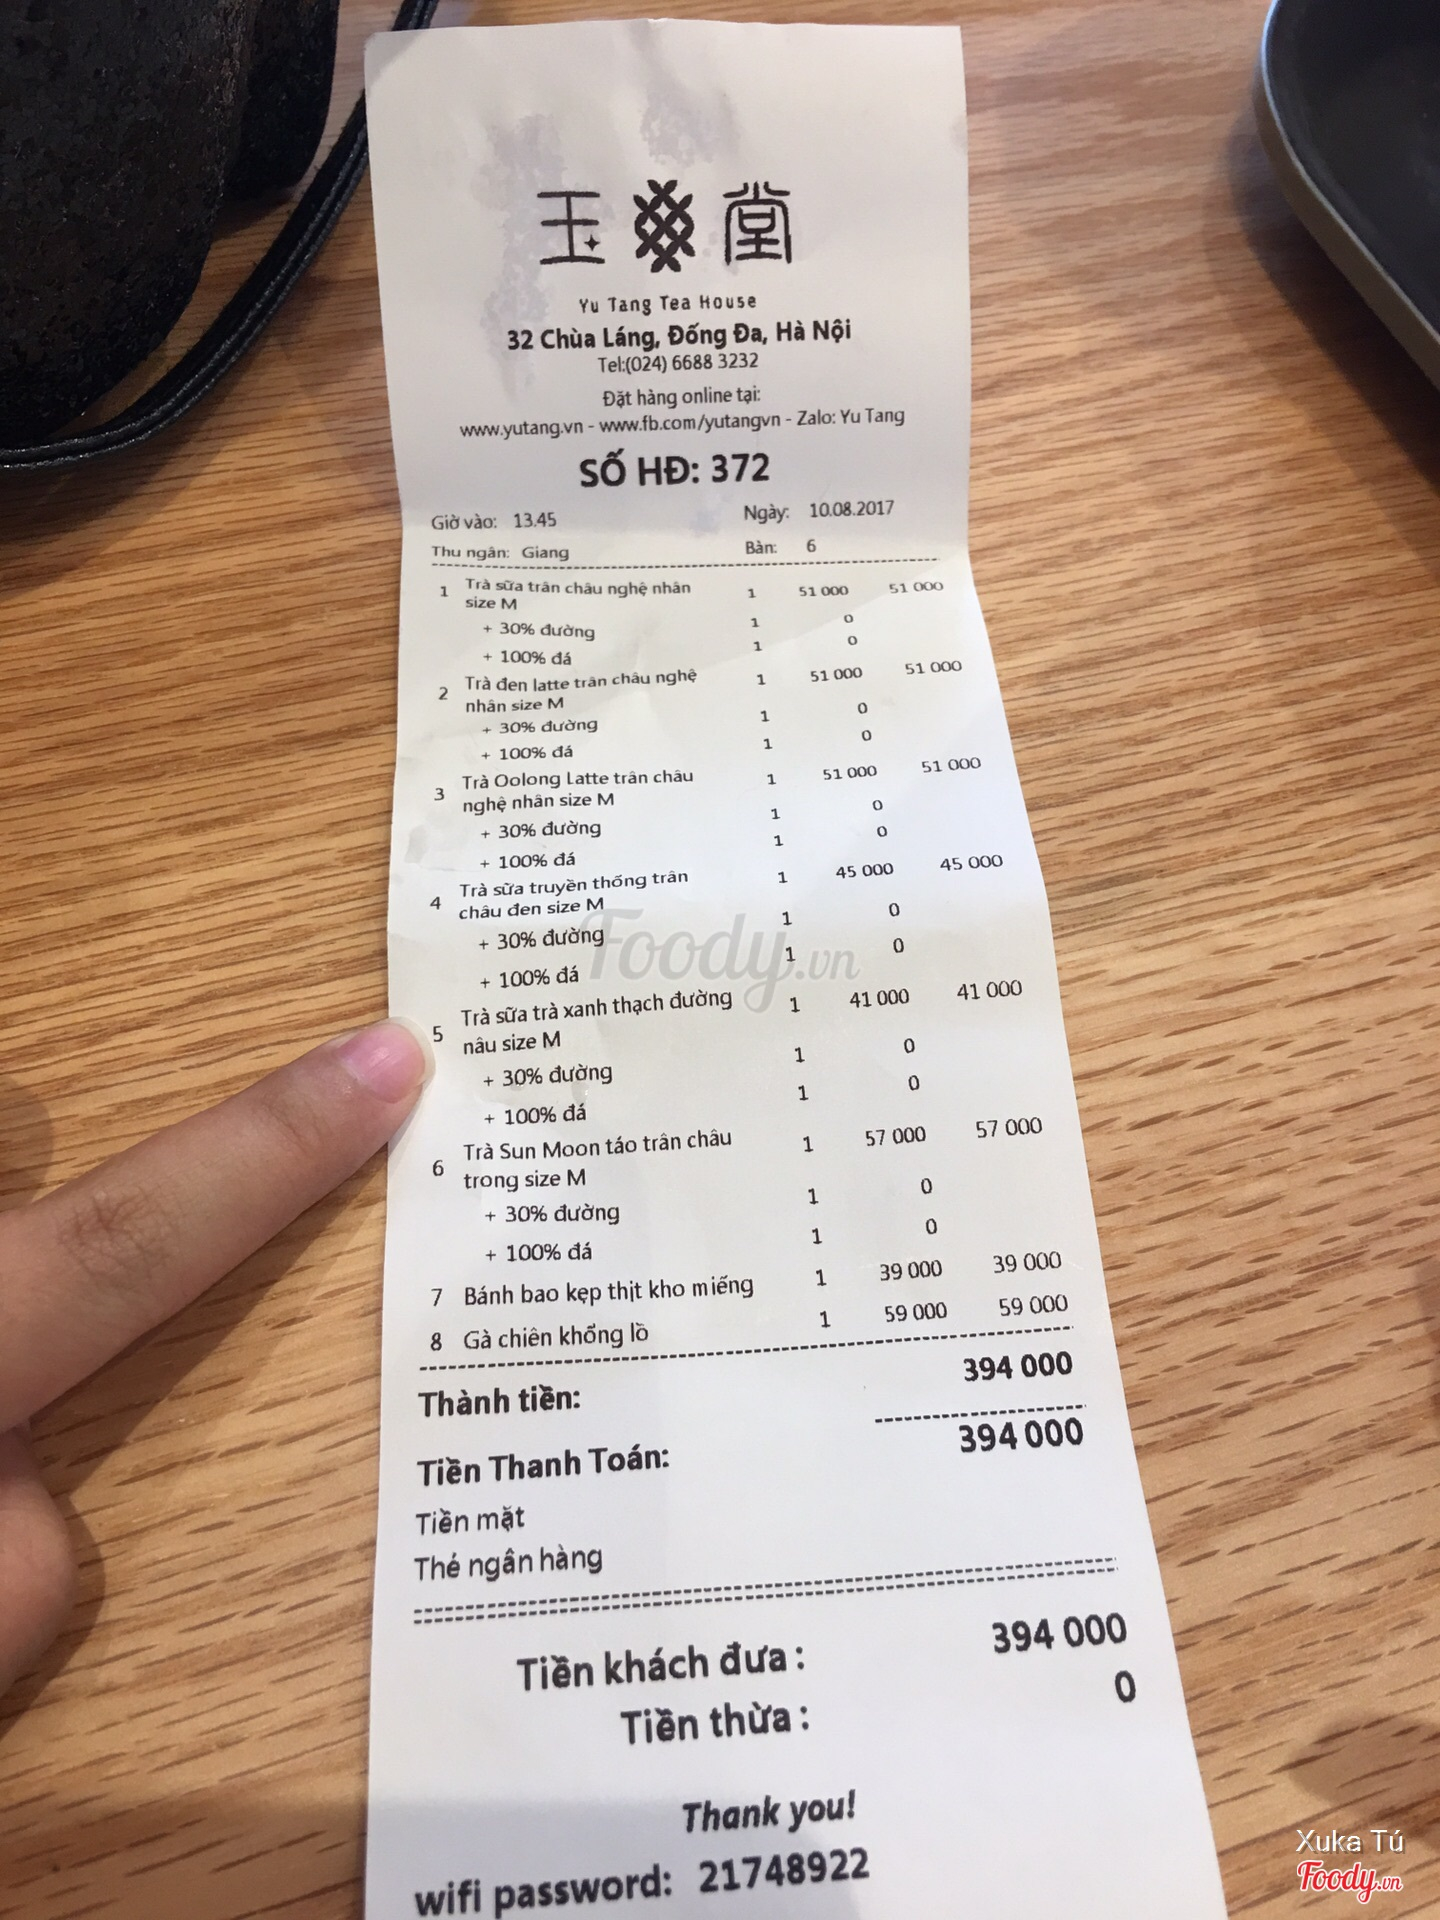 玉 堂
Yu Tang Tea House
32 Chùa Láng, Đống Đa, Hà Nội
Tel:(024) 6688 3232
Đặt hàng online tại:
www.yutang.vn - www.fb.com/yutangvn - Zalo: Yu Tang
SỐ HĐ: 372
Giờ vào: 13.45 Ngày: 10.08.2017
Thu ngân: Giang Bàn: 6
1 Trà sữa trân châu nghệ nhân 1 51 000 51 000
size M
+ 30% đường 1 0
+ 100% đá 1 0
2 Trà đen latte trân châu nghệ 1 51 000 51 000
nhân size M
+ 30% đường 1 0
+ 100% đá 1 0
3 Trà Oolong Latte trân châu 1 51 000 51 000
nghệ nhân size M
+ 30% đường 1 0
+ 100% đá 1 0
4 Trà sữa truyền thống trân 1 45 000 45 000
châu đen size M
+ 30% đường 1 0
+ 100% đá 1 0
Foody.vn
5 Trà sữa trà xanh thạch đường 1 41 000 41 000
nâu size M
+ 30% đường 1 0
+ 100% đá 1 0
6 Trà Sun Moon táo trân châu 1 57 000 57 000
trong size M
+ 30% đường 1 0
+ 100% đá 1 0
7 Bánh bao kẹp thịt kho miếng 1 39 000 39 000
8 Gà chiên khổng lồ 1 59 000 59 000
Thành tiền: 394 000
Tiền Thanh Toán: 394 000
Tiền mặt
Thẻ ngân hàng
Tiền khách đưa : 394 000
Tiền thừa : 0
Thank you!
wifi password: 21748922
Xuka Tú
Foody.vn